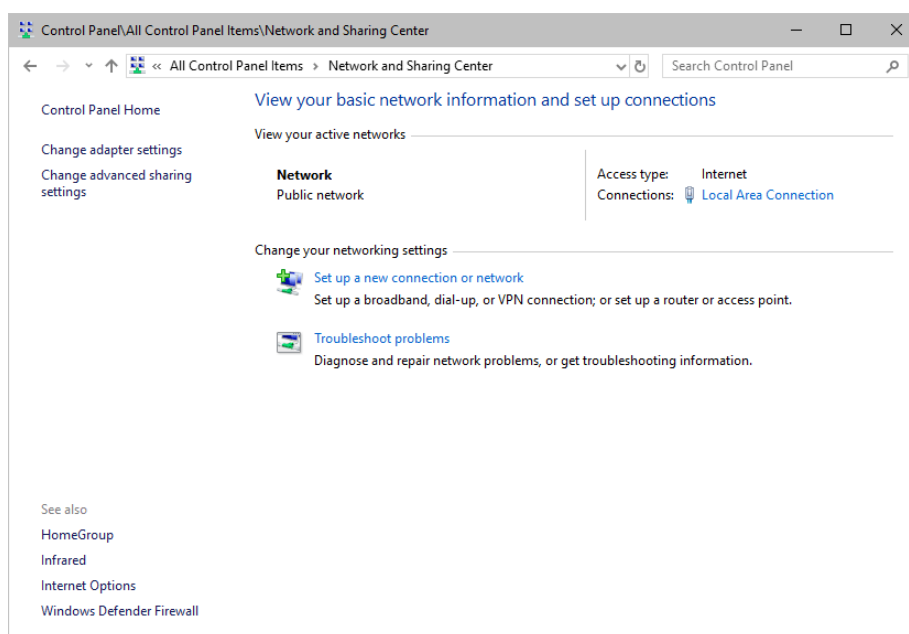 Control Panel\All Control Panel Items\Network and Sharing Center
« All Control Panel Items › Network and Sharing Center
Search Control Panel
Control Panel Home
Change adapter settings
Change advanced sharing
settings
View your basic network information and set up connections
View your active networks
Network
Public network
Access type: Internet
Connections: Local Area Connection
Change your networking settings
Set up a new connection or network
Set up a broadband, dial-up, or VPN connection; or set up a router or access point.
Troubleshoot problems
Diagnose and repair network problems, or get troubleshooting information.
See also
HomeGroup
Infrared
Internet Options
Windows Defender Firewall